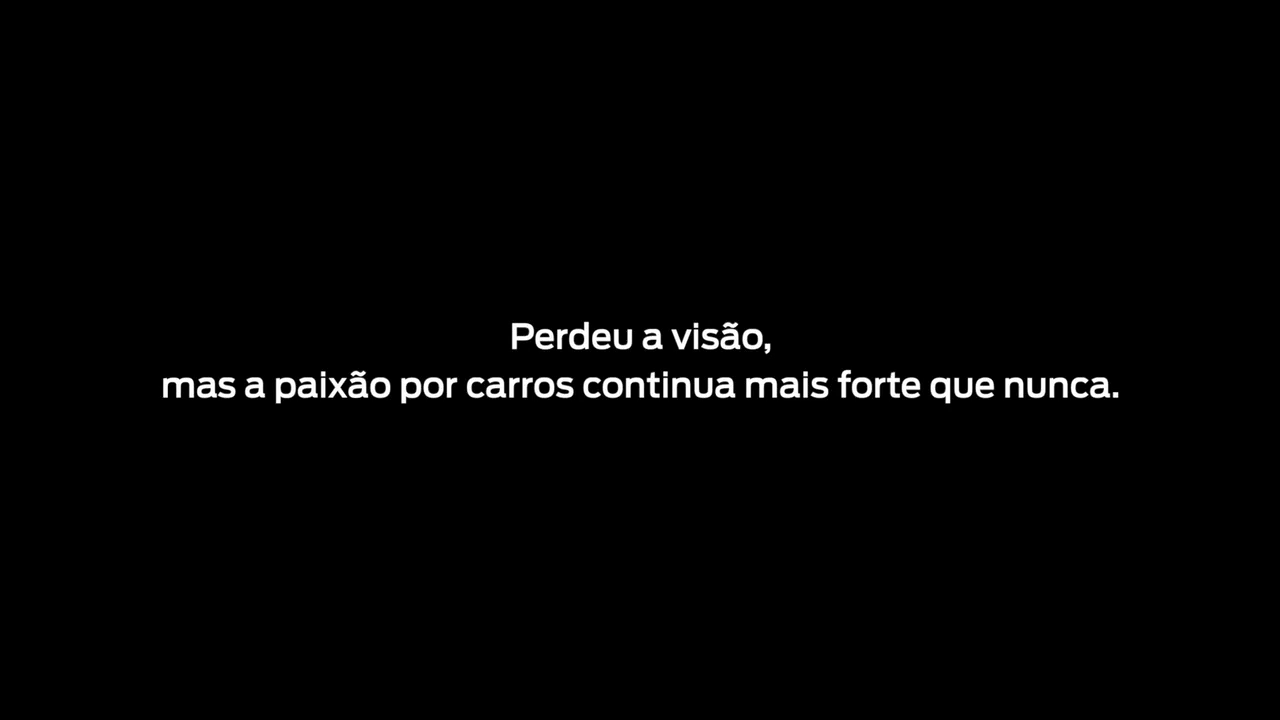 Perdeu a visão,
mas a paixão por carros continua mais forte que nunca.